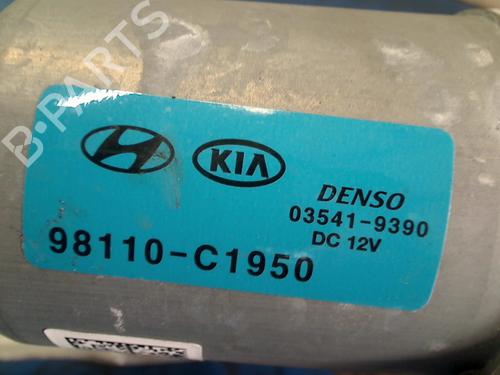 B-PARTS
KIA
DENSO
03541-9390
DC 12V
98110-C1950